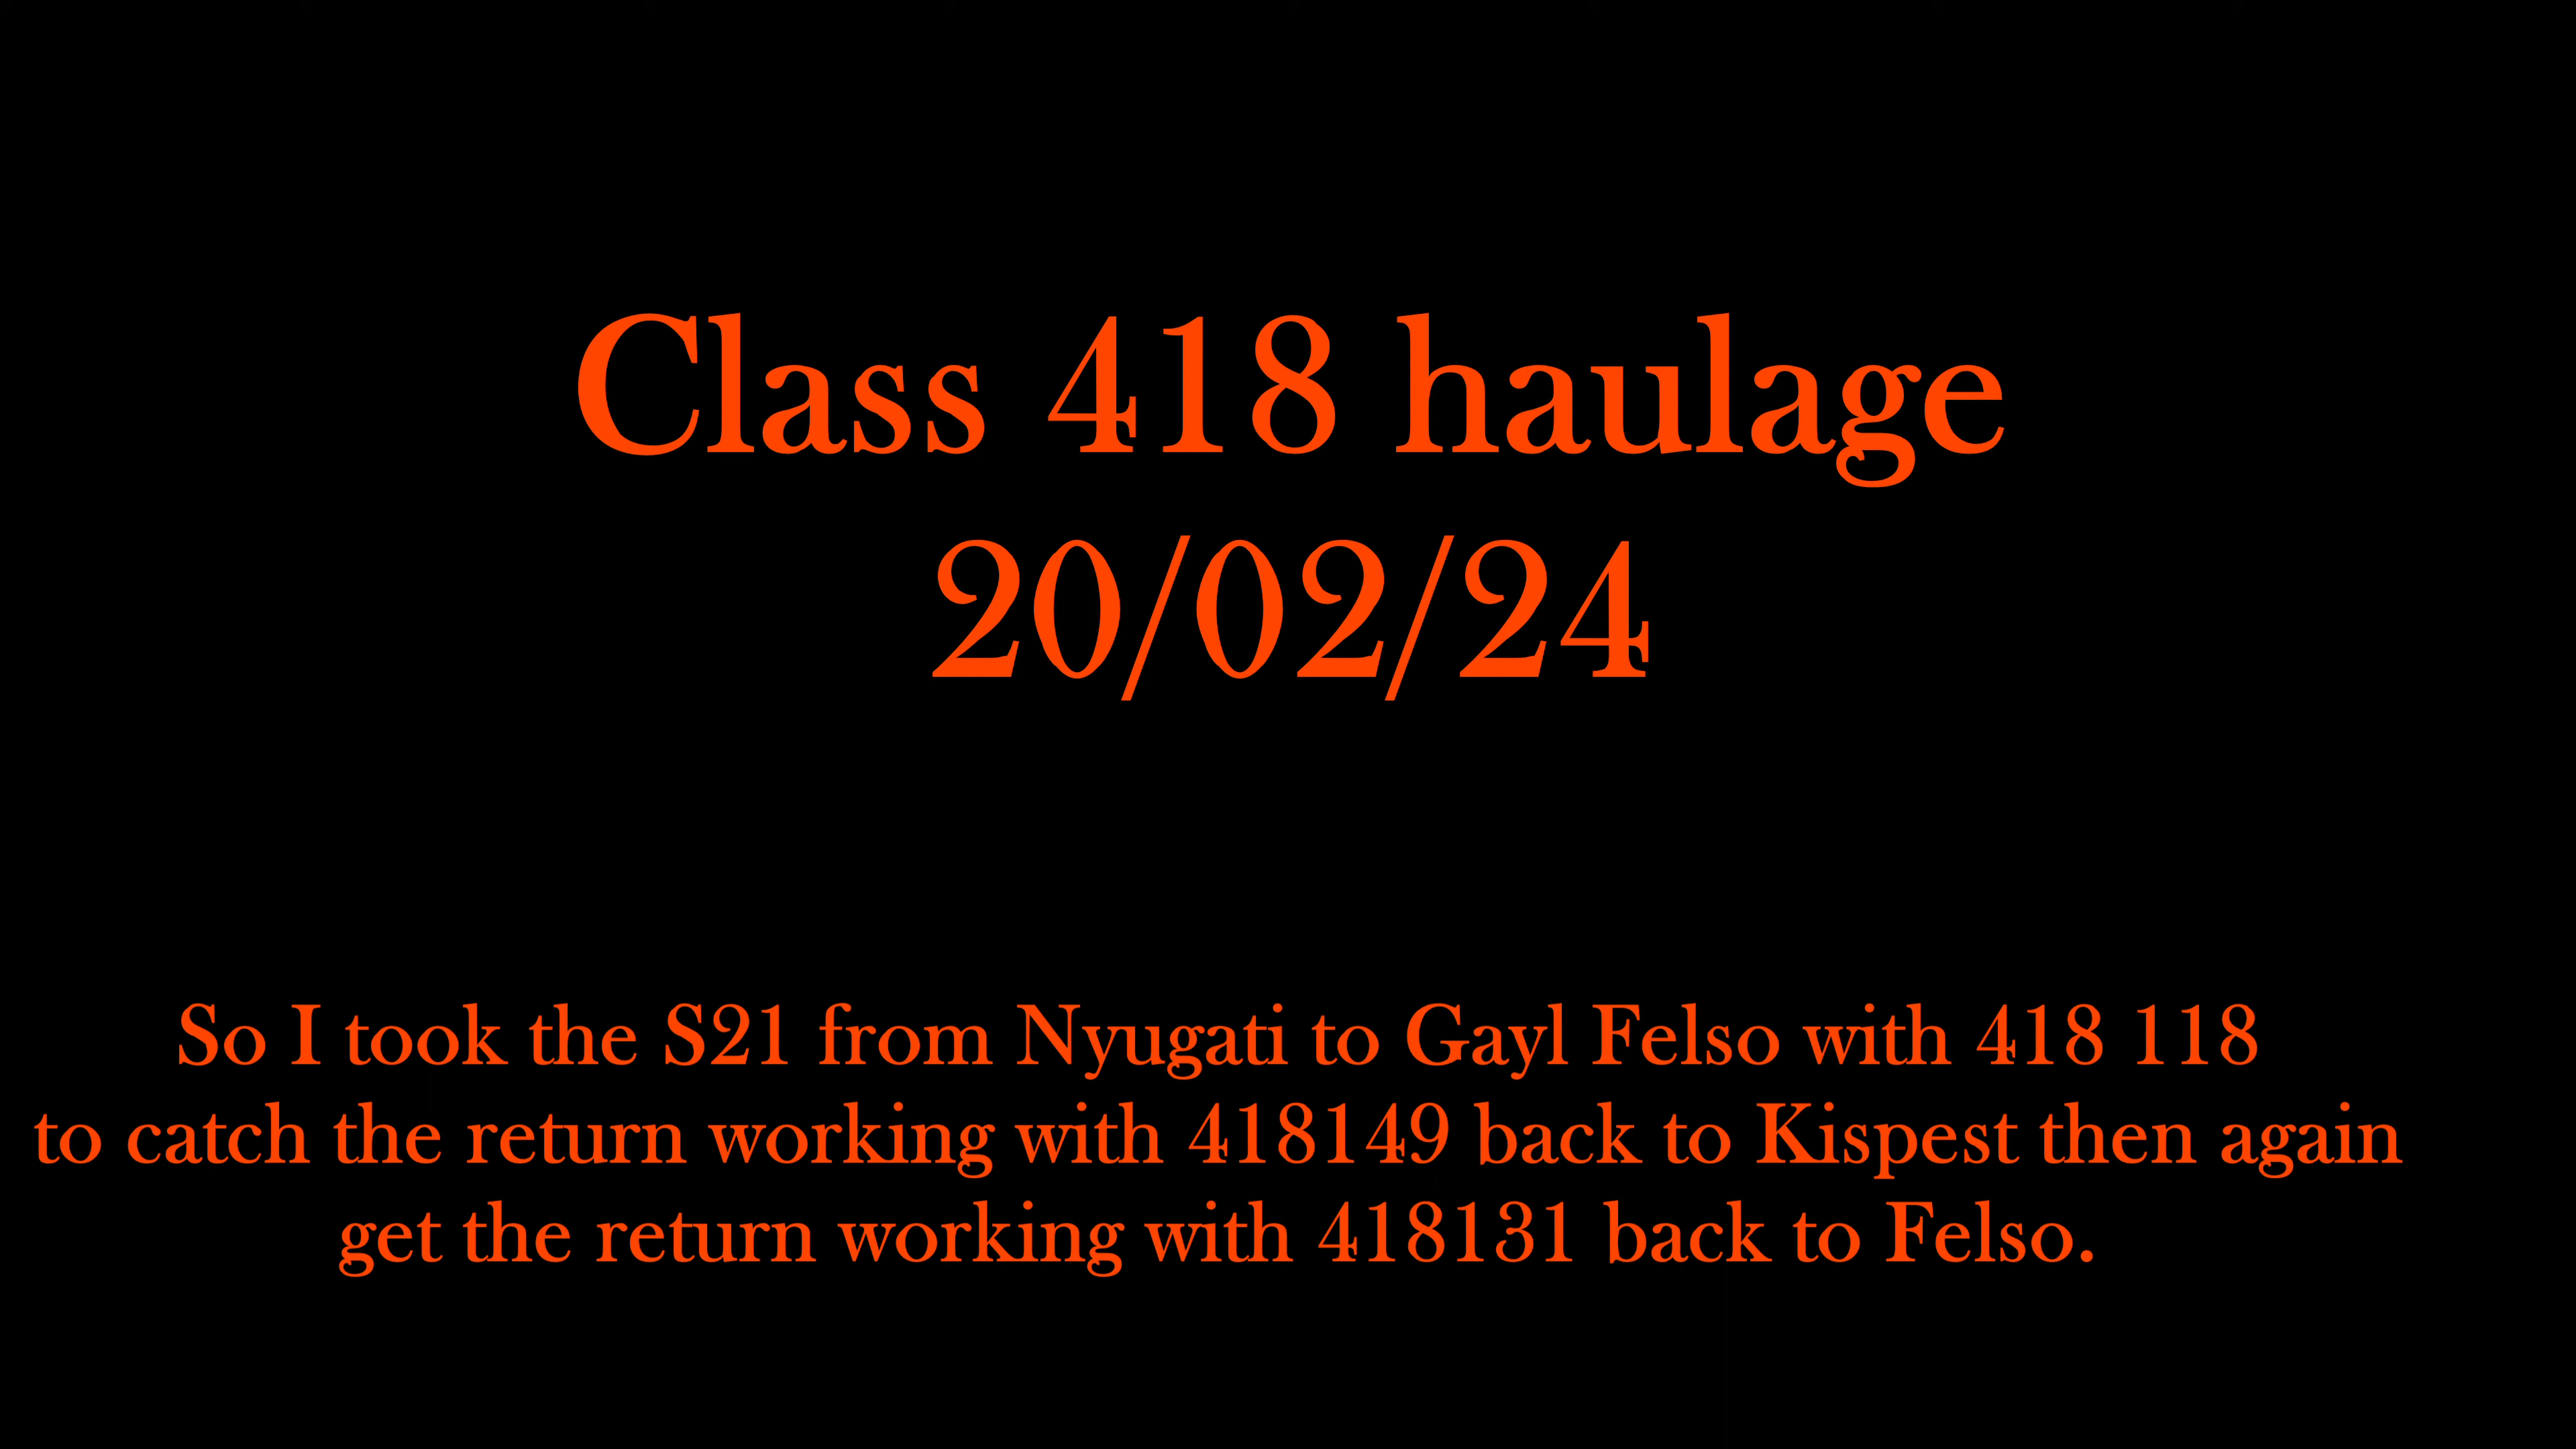 Class 418 haulage
20/02/24
So I took the S21 from Nyugati to Gayl Felso with 418 118
to catch the return working with 418149 back to Kispest then again
get the return working with 418131 back to Felso.